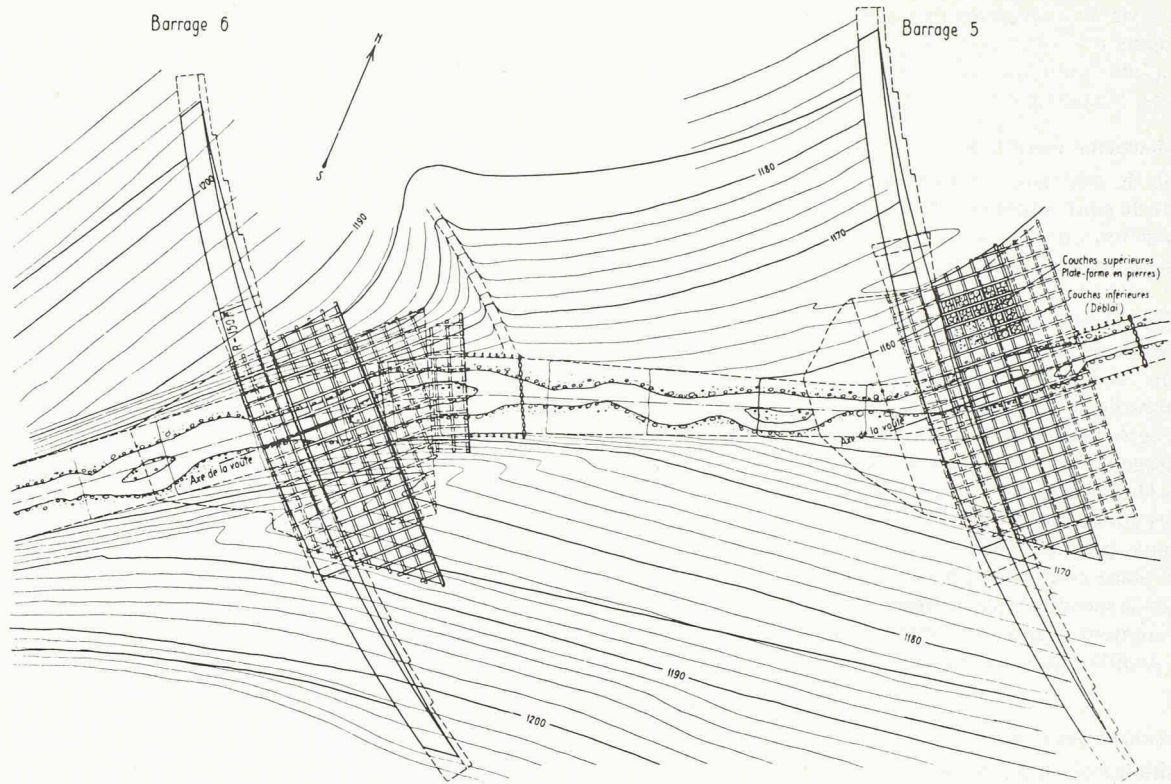 Barrage 6
Barrage 5
N
S
1200
1190
1180
1170
Couches supérieures
Plate-forme en pierres)
Couches inférieures
(Déblai)
1160
Axe de la voûte
Axe de la voûte
1170
1180
1190
1200